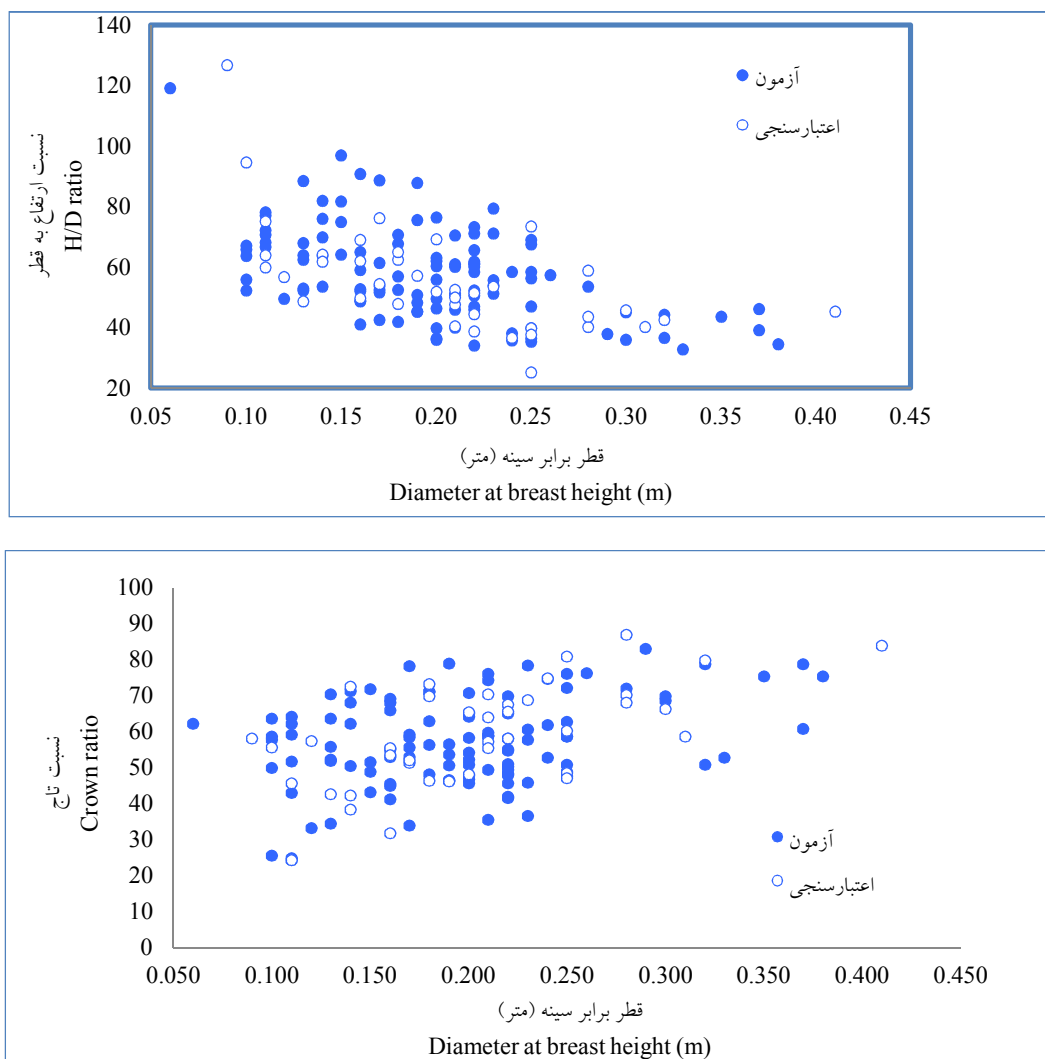 140
120
100
80
60
40
20
نسبت ارتفاع به قطر
H/D ratio
آزمون
اعتبارسنجی
0.05 0.10 0.15 0.20 0.25 0.30 0.35 0.40 0.45
قطر برابر سینه (متر)
Diameter at breast height (m)
100
90
80
70
60
50
40
30
20
10
0
نسبت تاج
Crown ratio
آزمون
اعتبارسنجی
0.050 0.100 0.150 0.200 0.250 0.300 0.350 0.400 0.450
قطر برابر سینه (متر)
Diameter at breast height (m)